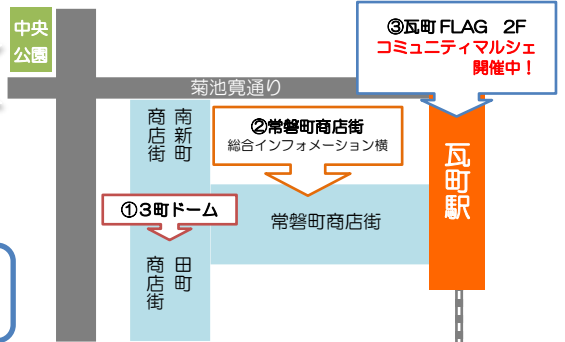 中央
公園
③瓦町 FLAG 2F
コミュニティマルシェ
開催中！
菊池寛通り
南新町
商店街
②常磐町商店街
総合インフォメーション横
瓦町駅
①３町ドーム
常磐町商店街
田町
商店街